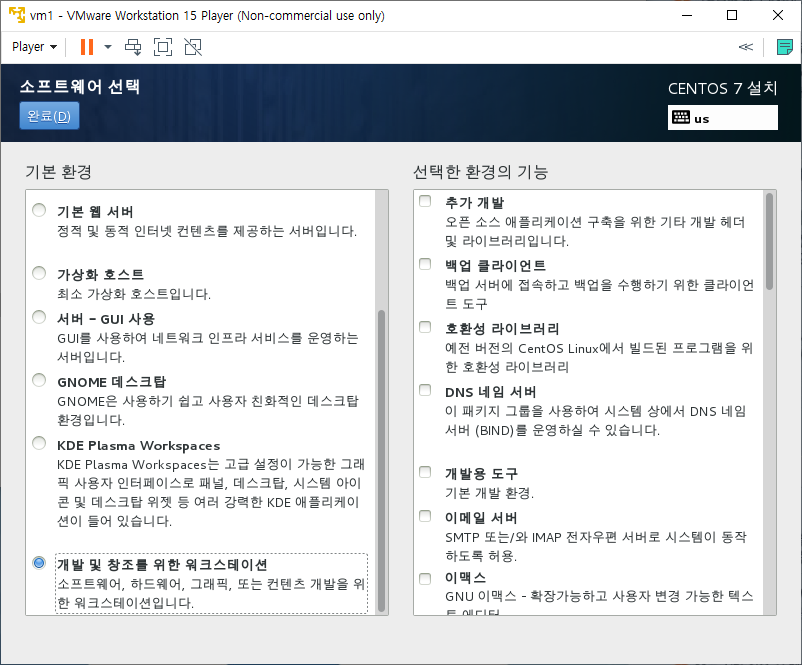 vm1 - VMware Workstation 15 Player (Non-commercial use only)
Player
소프트웨어 선택
완료(D)
CENTOS 7 설치
us
기본 환경
기본 웹 서버
정적 및 동적 인터넷 컨텐츠를 제공하는 서버입니다.
가상화 호스트
최소 가상화 호스트입니다.
서버 - GUI 사용
GUI를 사용하여 네트워크 인프라 서비스를 운영하는
서버입니다.
GNOME 데스크탑
GNOME은 사용하기 쉽고 사용자 친화적인 데스크탑
환경입니다.
KDE Plasma Workspaces
KDE Plasma Workspaces는 고급 설정이 가능한 그래
픽 사용자 인터페이스로 패널, 데스크탑, 시스템 아이
콘 및 데스크탑 위젯 등 여러 강력한 KDE 애플리케이
션이 들어 있습니다.
개발 및 창조를 위한 워크스테이션
소프트웨어, 하드웨어, 그래픽, 또는 컨텐츠 개발을 위
한 워크스테이션입니다.
선택한 환경의 기능
추가 개발
오픈 소스 애플리케이션 구축을 위한 기타 개발 헤더
및 라이브러리입니다.
백업 클라이언트
백업 서버에 접속하고 백업을 수행하기 위한 클라이언
트 도구
호환성 라이브러리
예전 버전의 CentOS Linux에서 빌드된 프로그램을 위
한 호환성 라이브러리
DNS 네임 서버
이 패키지 그룹을 사용하여 시스템 상에서 DNS 네임
서버 (BIND)를 운영하실 수 있습니다.
개발용 도구
기본 개발 환경.
이메일 서버
SMTP 또는/와 IMAP 전자우편 서버로 시스템이 동작
하도록 허용.
이맥스
GNU 이맥스 - 확장가능하고 사용자 변경 가능한 텍스
트 에디터